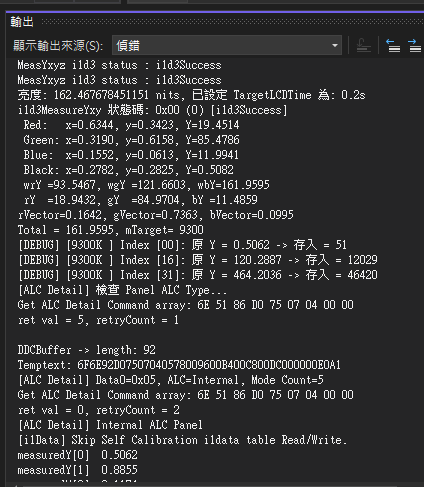 輸出
顯示輸出來源(S): 偵錯
MeasYxyz i1d3 status : i1d3Success
MeasYxyz i1d3 status : i1d3Success
亮度: 162.467678451151 nits, 已設定 TargetLCDTime 為: 0.2s
i1d3MeasureYxy 狀態碼: 0x00 (0) [i1d3Success]
Red: x=0.6344, y=0.3423, Y=19.4514
Green: x=0.3190, y=0.6158, Y=85.4786
Blue: x=0.1552, y=0.0613, Y=11.9941
Black: x=0.2782, y=0.2825, Y=0.5082
wrY =93.5467, wgY =121.6603, wbY=161.9595
rY =18.9432, gY =84.9704, bY =11.4859
rVector=0.1642, gVector=0.7363, bVector=0.0995
Total = 161.9595, mTarget= 9300
[DEBUG] [9300K ] Index [00]: 原 Y = 0.5062 -> 存入 = 51
[DEBUG] [9300K ] Index [16]: 原 Y = 120.2887 -> 存入 = 12029
[DEBUG] [9300K ] Index [31]: 原 Y = 464.2036 -> 存入 = 46420
[ALC Detail] 檢查 Panel ALC Type...
Get ALC Detail Command array: 6E 51 86 D0 75 07 04 00 00
ret val = 5, retryCount = 1
DDCBuffer -> length: 92
Temptext: 6F6E92D07507040578009600B400C800DC000000E0A1
[ALC Detail] Data0=0x05, ALC=Internal, Mode Count=5
Get ALC Detail Command array: 6E 51 86 D0 75 07 04 00 00
ret val = 0, retryCount = 2
[ALC Detail] Internal ALC Panel
[i1Data] Skip Self Calibration i1data table Read/Write.
measuredY[0] 0.5062
measuredY[1] 0.8855